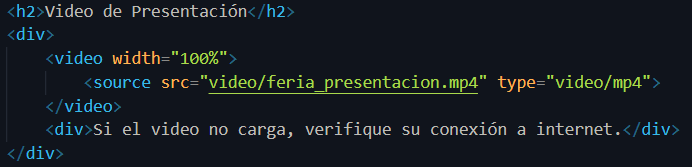 <h2>Video de Presentación</h2>
<div>
<video width="100%">
<source src="video/feria_presentacion.mp4" type="video/mp4">
</video>
<div>Si el video no carga, verifique su conexión a internet.</div>
</div>